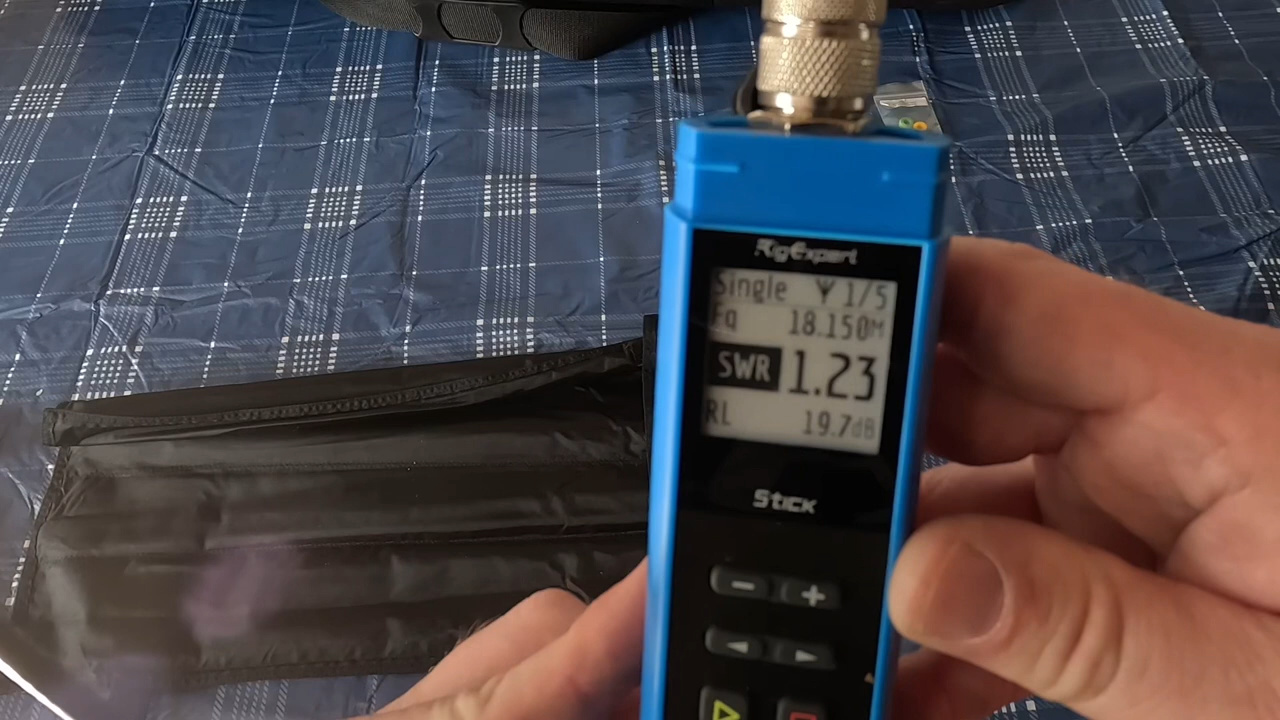 RigExpert
Single 1/5
Fq 18.150M
SWR 1.23
RL 19.7dB
Stick
- +